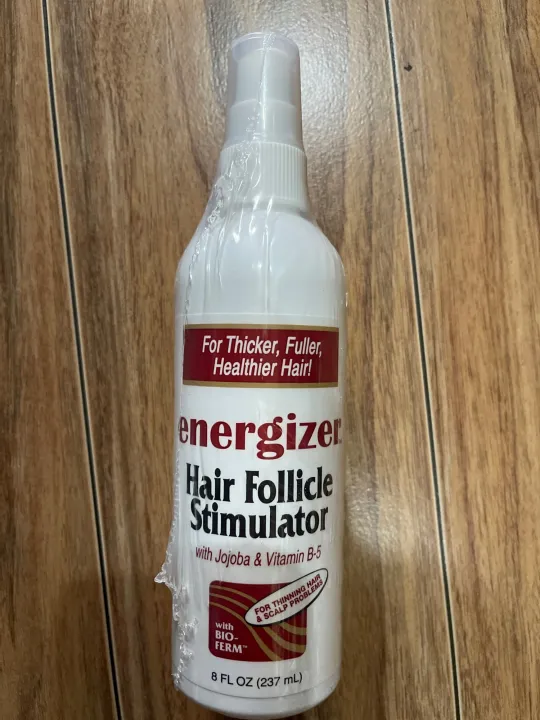 For Thicker, Fuller,
Healthier Hair!
energizer
Hair Follicle
Stimulator
with Jojoba & Vitamin B-5
FOR THINNING HAIR
& SCALP PROBLEMS
with
BIO-
FERM™
8 FL OZ (237 mL)